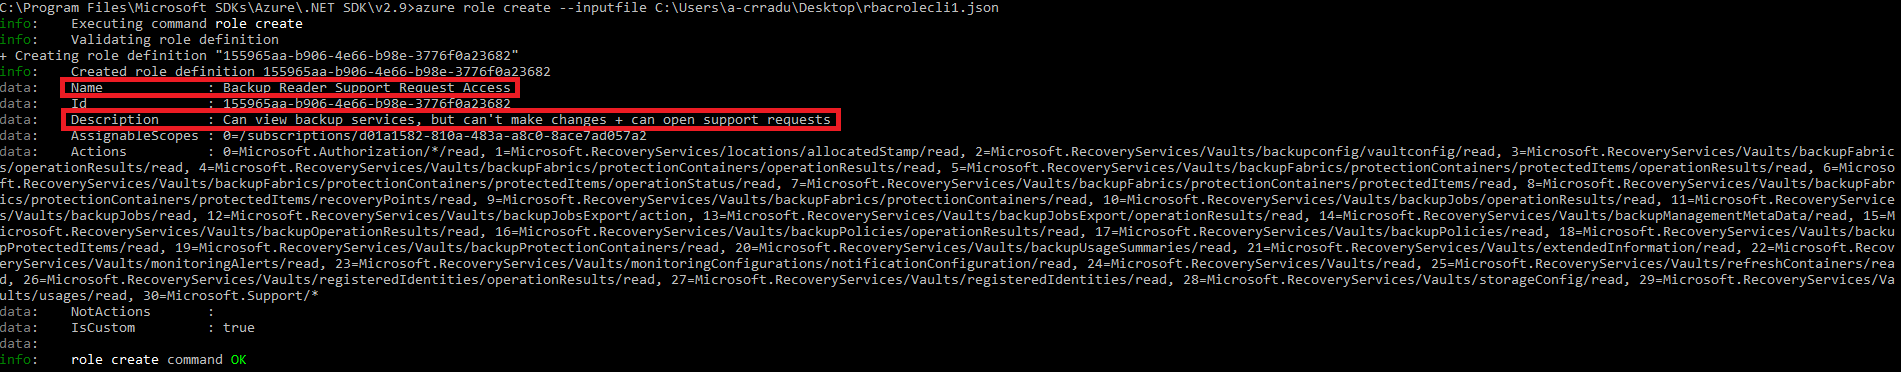 C:\Program Files\Microsoft SDKs\Azure\.NET SDK\v2.9>azure role create --inputfile C:\Users\a-crradu\Desktop\rbacrolecli1.json
info:    Executing command role create
info:    Validating role definition
+ Creating role definition "155965aa-b906-4e66-b98e-3776f0a23682"
info:    Created role definition 155965aa-b906-4e66-b98e-3776f0a23682
data:    Name             : Backup Reader Support Request Access
data:    Id               : 155965aa-b906-4e66-b98e-3776f0a23682
data:    Description      : Can view backup services, but can't make changes + can open support requests
data:    AssignableScopes : 0=/subscriptions/d01a1582-810a-483a-a8c0-8ace7ad057a2
data:    Actions          : 0=Microsoft.Authorization/*/read, 1=Microsoft.RecoveryServices/locations/allocatedStamp/read, 2=Microsoft.RecoveryServices/Vaults/backupconfig/vaultconfig/read, 3=Microsoft.RecoveryServices/Vaults/backupFabric
s/operationResults/read, 4=Microsoft.RecoveryServices/Vaults/backupFabrics/protectionContainers/operationResults/read, 5=Microsoft.RecoveryServices/Vaults/backupFabrics/protectionContainers/protectedItems/operationResults/read, 6=Microso
ft.RecoveryServices/Vaults/backupFabrics/protectionContainers/protectedItems/operationStatus/read, 7=Microsoft.RecoveryServices/Vaults/backupFabrics/protectionContainers/protectedItems/read, 8=Microsoft.RecoveryServices/Vaults/backupFabr
ics/protectionContainers/protectedItems/recoveryPoints/read, 9=Microsoft.RecoveryServices/Vaults/backupFabrics/protectionContainers/read, 10=Microsoft.RecoveryServices/Vaults/backupJobs/operationResults/read, 11=Microsoft.RecoveryService
s/Vaults/backupJobs/read, 12=Microsoft.RecoveryServices/Vaults/backupJobsExport/action, 13=Microsoft.RecoveryServices/Vaults/backupJobsExport/operationResults/read, 14=Microsoft.RecoveryServices/Vaults/backupManagementMetaData/read, 15=M
icrosoft.RecoveryServices/Vaults/backupOperationResults/read, 16=Microsoft.RecoveryServices/Vaults/backupPolicies/operationResults/read, 17=Microsoft.RecoveryServices/Vaults/backupPolicies/read, 18=Microsoft.RecoveryServices/Vaults/backu
pProtectedItems/read, 19=Microsoft.RecoveryServices/Vaults/backupProtectionContainers/read, 20=Microsoft.RecoveryServices/Vaults/backupUsageSummaries/read, 21=Microsoft.RecoveryServices/Vaults/extendedInformation/read, 22=Microsoft.Recov
eryServices/Vaults/monitoringAlerts/read, 23=Microsoft.RecoveryServices/Vaults/monitoringConfigurations/notificationConfiguration/read, 24=Microsoft.RecoveryServices/Vaults/read, 25=Microsoft.RecoveryServices/Vaults/refreshContainers/rea
d, 26=Microsoft.RecoveryServices/Vaults/registeredIdentities/operationResults/read, 27=Microsoft.RecoveryServices/Vaults/registeredIdentities/read, 28=Microsoft.RecoveryServices/Vaults/storageConfig/read, 29=Microsoft.RecoveryServices/Va
ults/usages/read, 30=Microsoft.Support/*
data:    NotActions       :
data:    IsCustom         : true
data:
info:    role create command OK